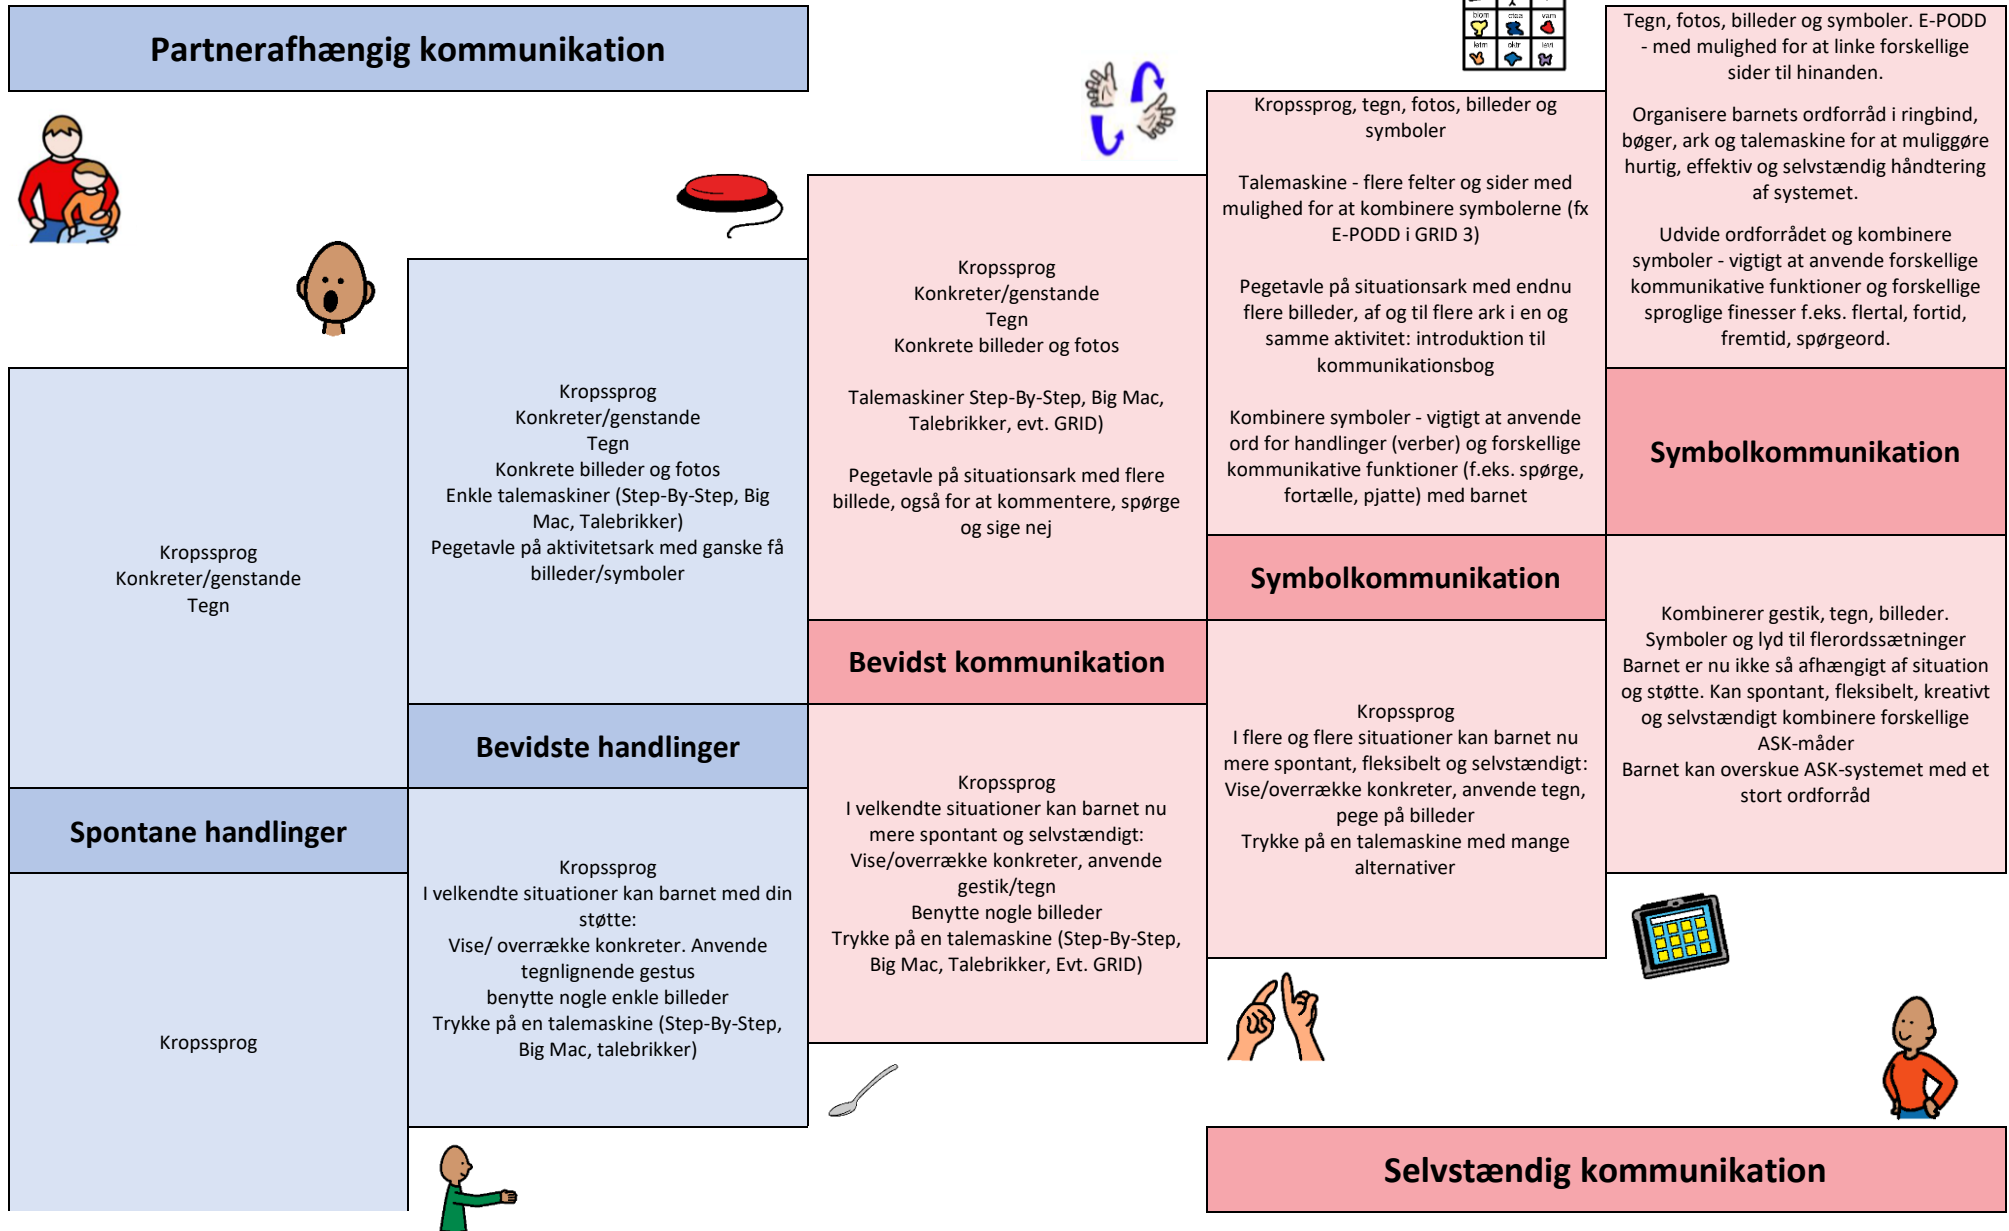 Partnerafhængig kommunikation
Kropssprog
Konkreter/genstande
Tegn
Spontane handlinger
Kropssprog
Kropssprog
Konkreter/genstande
Tegn
Konkrete billeder og fotos
Enkle talemaskiner (Step-By-Step, Big
Mac, Talebrikker)
Pegetavle på aktivitetsark med ganske få
billeder/symboler
Bevidste handlinger
Kropssprog
I velkendte situationer kan barnet med din
støtte:
Vise/ overrække konkreter. Anvende
tegnlignende gestus
benytte nogle enkle billeder
Trykke på en talemaskine (Step-By-Step,
Big Mac, talebrikker)
Kropssprog
Konkreter/genstande
Tegn
Konkrete billeder og fotos
Talemaskiner Step-By-Step, Big Mac,
Talebrikker, evt. GRID)
Pegetavle på situationsark med flere
billede, også for at kommentere, spørge
og sige nej
Bevidst kommunikation
Kropssprog
I velkendte situationer kan barnet nu
mere spontant og selvstændigt:
Vise/overrække konkreter, anvende
gestik/tegn
Benytte nogle billeder
Trykke på en talemaskine (Step-By-Step,
Big Mac, Talebrikker, Evt. GRID)
Kropssprog, tegn, fotos, billeder og
symboler
Talemaskine - flere felter og sider med
mulighed for at kombinere symbolerne (fx
E-PODD i GRID 3)
Pegetavle på situationsark med endnu
flere billeder, af og til flere ark i en og
samme aktivitet: introduktion til
kommunikationsbog
Kombinere symboler - vigtigt at anvende
ord for handlinger (verber) og forskellige
kommunikative funktioner (f.eks. spørge,
fortælle, pjatte) med barnet
Symbolkommunikation
Kropssprog
I flere og flere situationer kan barnet nu
mere spontant, fleksibelt og selvstændigt:
Vise/overrække konkreter, anvende tegn,
pege på billeder
Trykke på en talemaskine med mange
alternativer
Tegn, fotos, billeder og symboler. E-PODD
- med mulighed for at linke forskellige
sider til hinanden.
Organisere barnets ordforråd i ringbind,
bøger, ark og talemaskine for at muliggøre
hurtig, effektiv og selvstændig håndtering
af systemet.
Udvide ordforrådet og kombinere
symboler - vigtigt at anvende forskellige
kommunikative funktioner og forskellige
sproglige finesser f.eks. flertal, fortid,
fremtid, spørgeord.
Symbolkommunikation
Kombinerer gestik, tegn, billeder.
Symboler og lyd til flerordssætninger
Barnet er nu ikke så afhængigt af situation
og støtte. Kan spontant, fleksibelt, kreativt
og selvstændigt kombinere forskellige
ASK-måder
Barnet kan overskue ASK-systemet med et
stort ordforråd
Selvstændig kommunikation